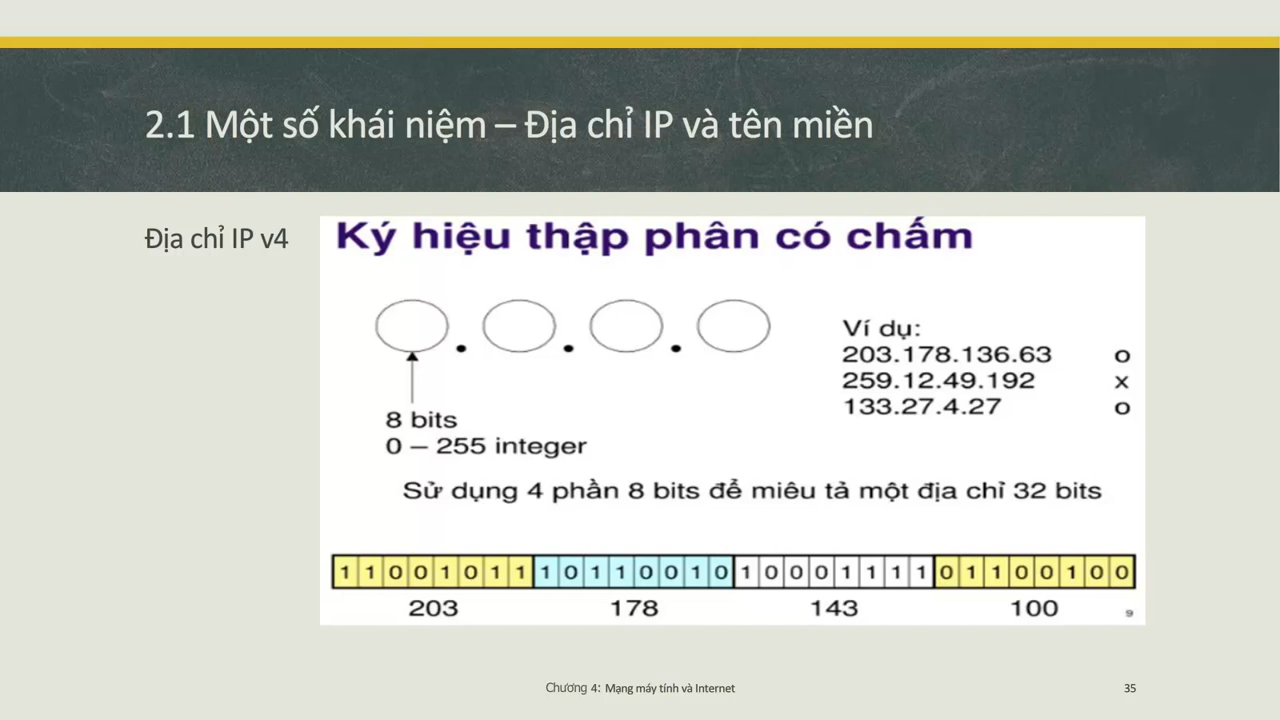 2.1 Một số khái niệm – Địa chỉ IP và tên miền
Địa chỉ IP v4
Ký hiệu thập phân có chấm
. . .
8 bits
0 – 255 integer
Ví dụ:
203.178.136.63 o
259.12.49.192 x
133.27.4.27 o
Sử dụng 4 phần 8 bits để miêu tả một địa chỉ 32 bits
1 1 0 0 1 0 1 1 1 0 1 1 0 0 1 0 1 0 0 0 1 1 1 1 0 1 1 0 0 1 0 0
203 178 143 100
9
Chương 4: Mạng máy tính và Internet
35